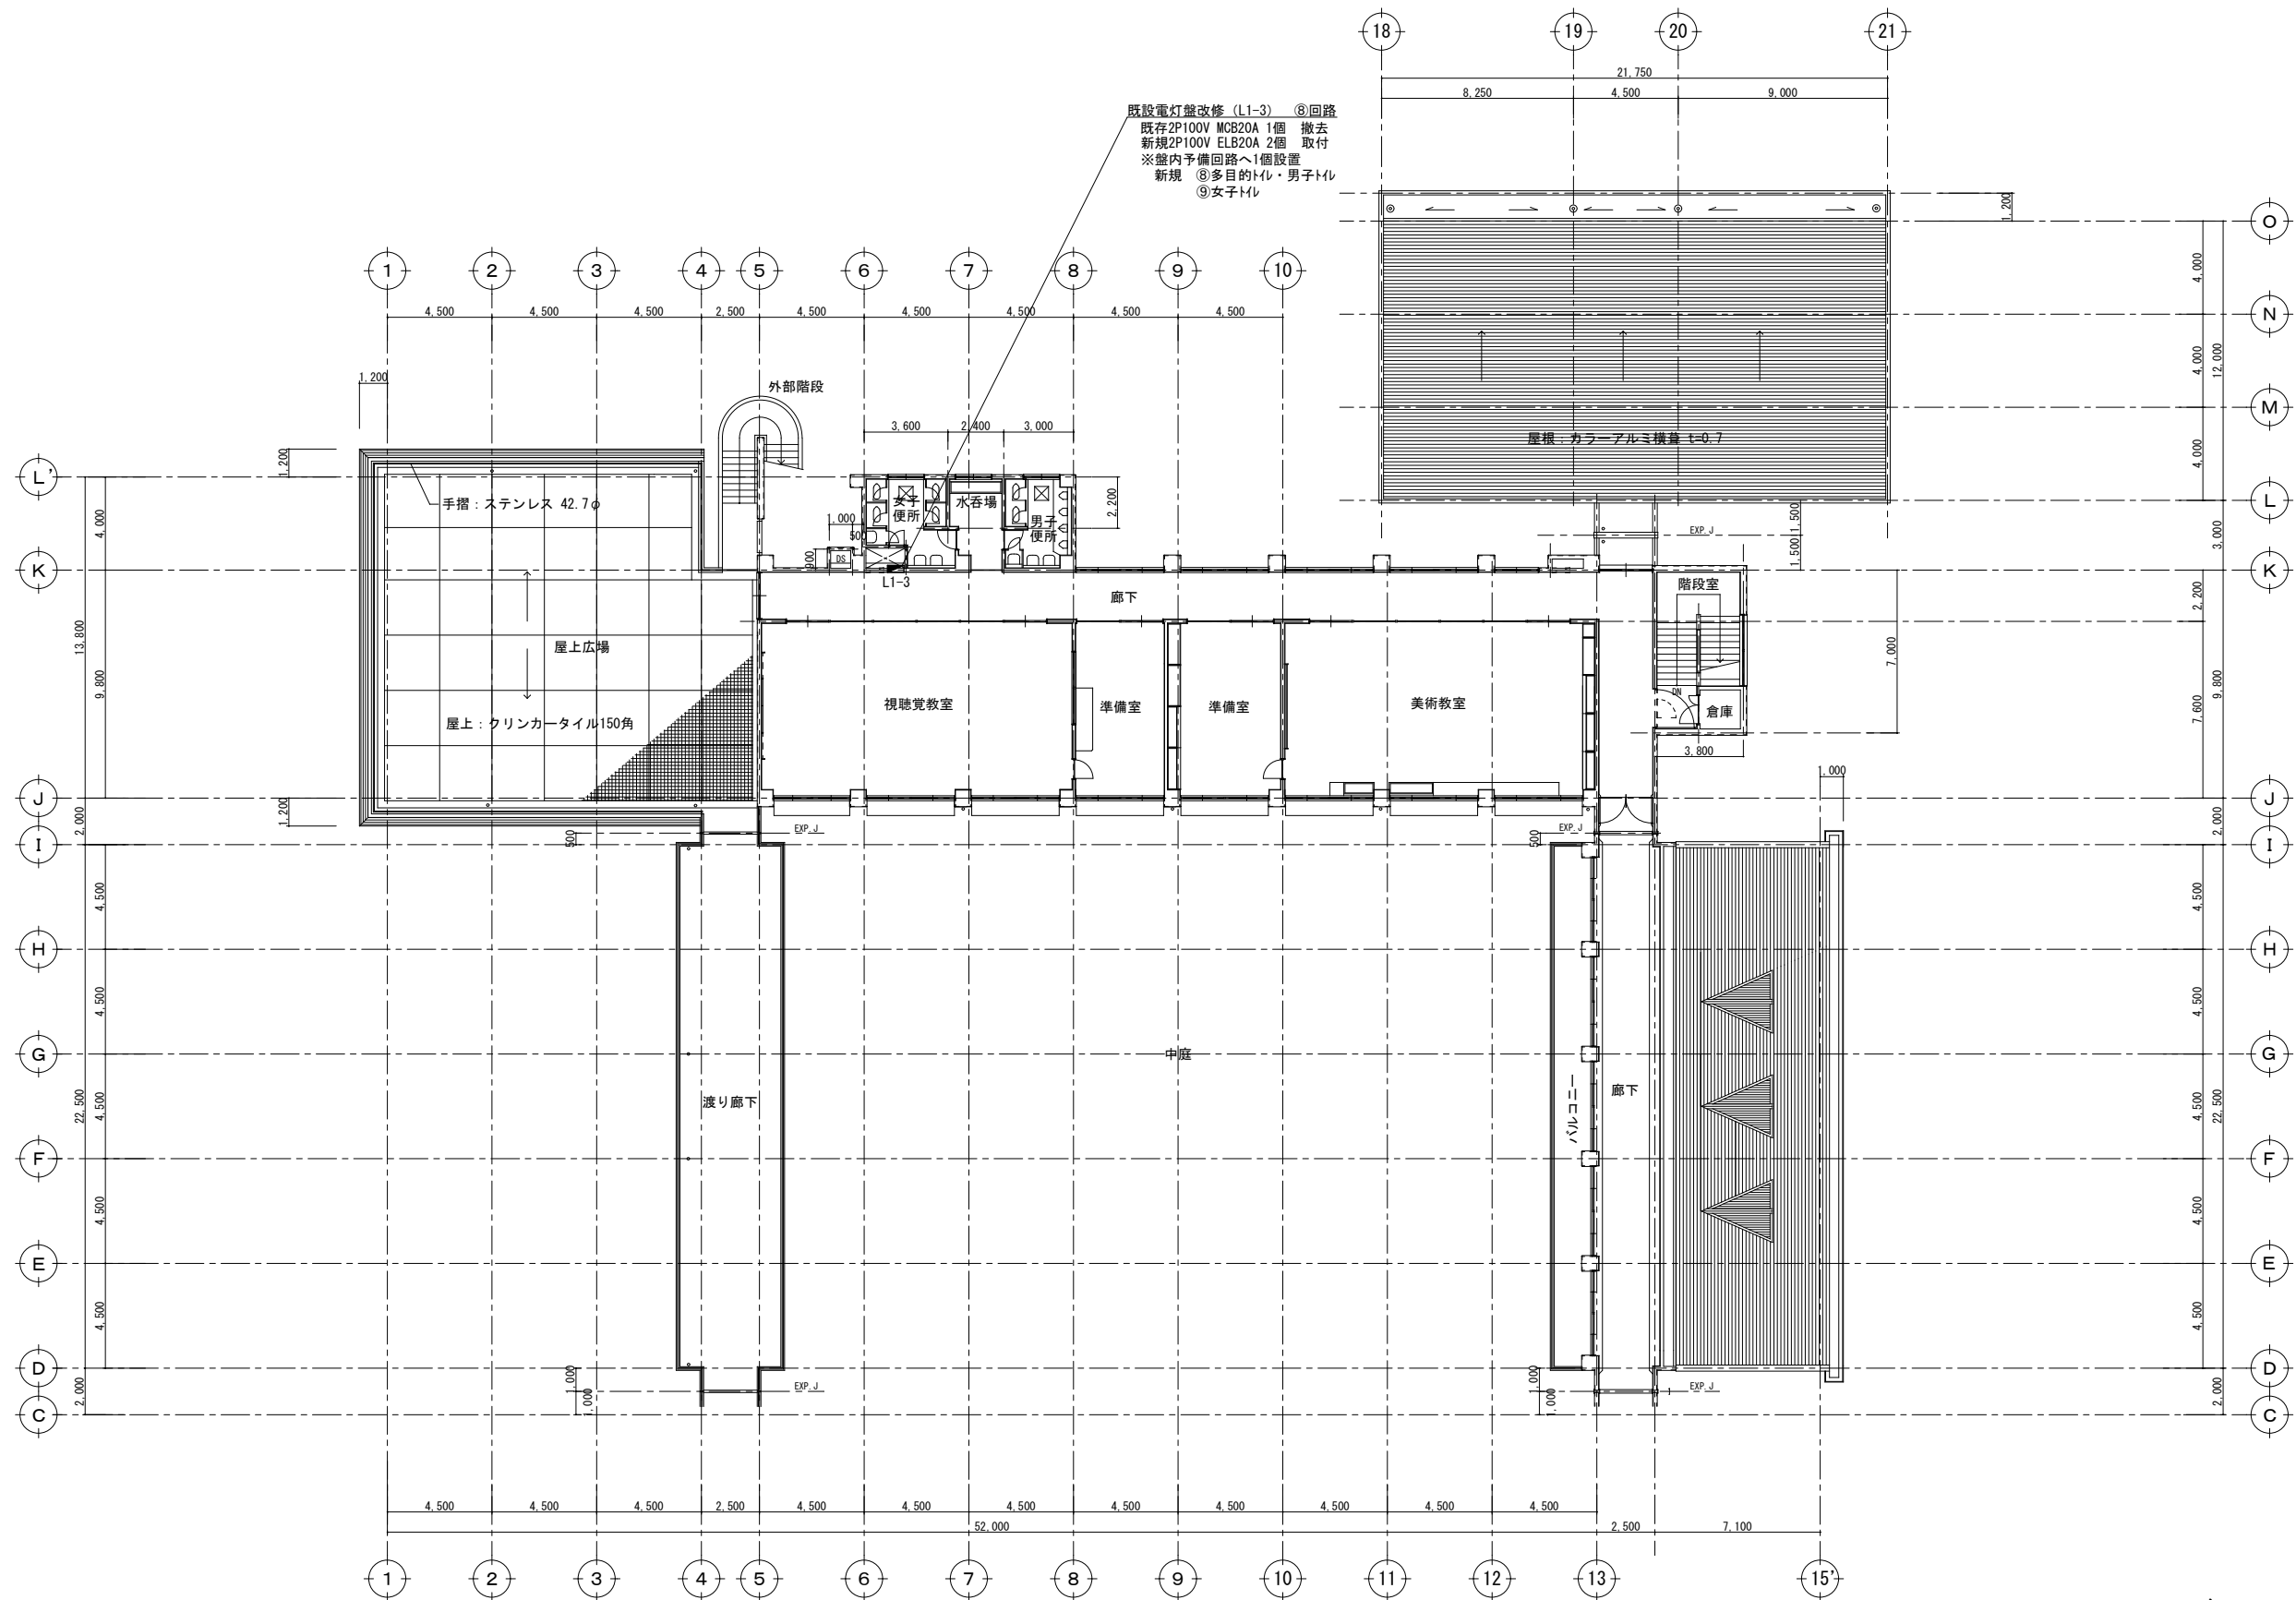 18
19
20
21
21,750
8,250
4,500
9,000
既設電灯盤改修（L1-3）　⑧回路
既存2P100V MCB20A 1個　撤去
新規2P100V ELB20A 2個　取付
※盤内予備回路へ1個設置
新規　⑧多目的ﾄｲﾚ・男子ﾄｲﾚ
⑨女子ﾄｲﾚ
1,200
O
4,000
N
4,000
12,000
M
4,000
屋根：カラーアルミ横葺 t=0.7
L
1
2
3
4
5
6
7
8
9
10
4,500
4,500
4,500
2,500
4,500
4,500
4,500
4,500
4,500
1,200
外部階段
3,600
2,400
3,000
1,200
L'
手摺：ステンレス 42.7φ
女子
便所
水呑場
男子
便所
2,200
1,000
500
900
DS
L1-3
4,000
1,500
1,500
EXP.J
3,000
K
K
廊下
階段室
2,200
7,000
13,800
9,800
屋上広場
屋上：クリンカータイル150角
視聴覚教室
準備室
準備室
美術教室
DN
倉庫
3,800
7,600
9,800
1,000
J
J
1,200
2,000
500
EXP.J
500
EXP.J
2,000
I
I
4,500
4,500
H
H
4,500
4,500
G
中庭
G
22,500
4,500
渡り廊下
バルコニー
廊下
4,500
22,500
F
F
4,500
4,500
E
E
4,500
4,500
D
D
2,000
1,000
1,000
EXP.J
1,000
1,000
EXP.J
2,000
C
C
4,500
4,500
4,500
2,500
4,500
4,500
4,500
4,500
4,500
4,500
4,500
4,500
52,000
2,500
7,100
1
2
3
4
5
6
7
8
9
10
11
12
13
15'